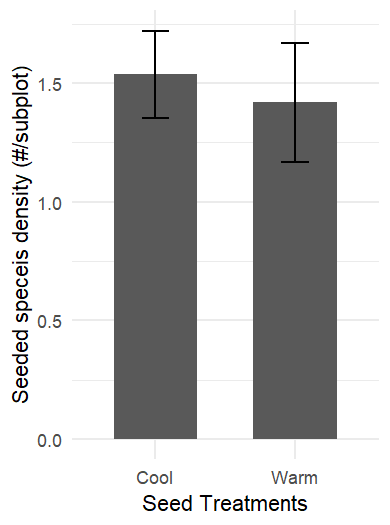 Seeded speceis density (#/subplot)
1.5
1.0
0.5
0.0
Cool Warm
Seed Treatments